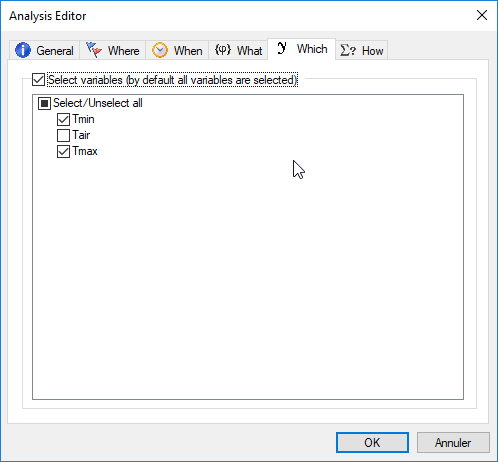 Analysis Editor
General Where When {φ} What y Which Σ? How
Select variables (by default all variables are selected)
Select/Unselect all
Tmin
Tair
Tmax
OK Annuler